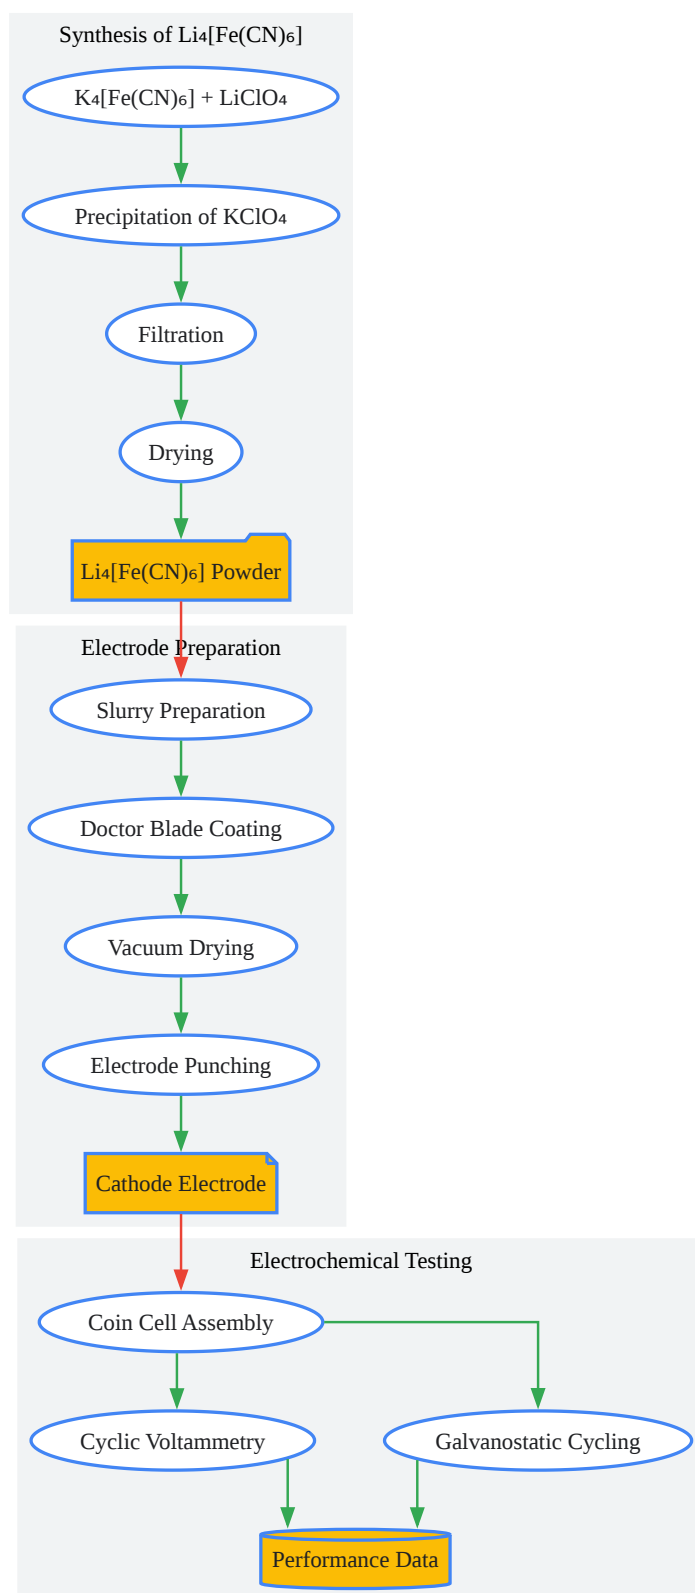 Synthesis of Li₄[Fe(CN)₆]
K₄[Fe(CN)₆] + LiClO₄
Precipitation of KClO₄
Filtration
Drying
Li₄[Fe(CN)₆] Powder
Electrode Preparation
Slurry Preparation
Doctor Blade Coating
Vacuum Drying
Electrode Punching
Cathode Electrode
Electrochemical Testing
Coin Cell Assembly
Cyclic Voltammetry
Galvanostatic Cycling
Performance Data